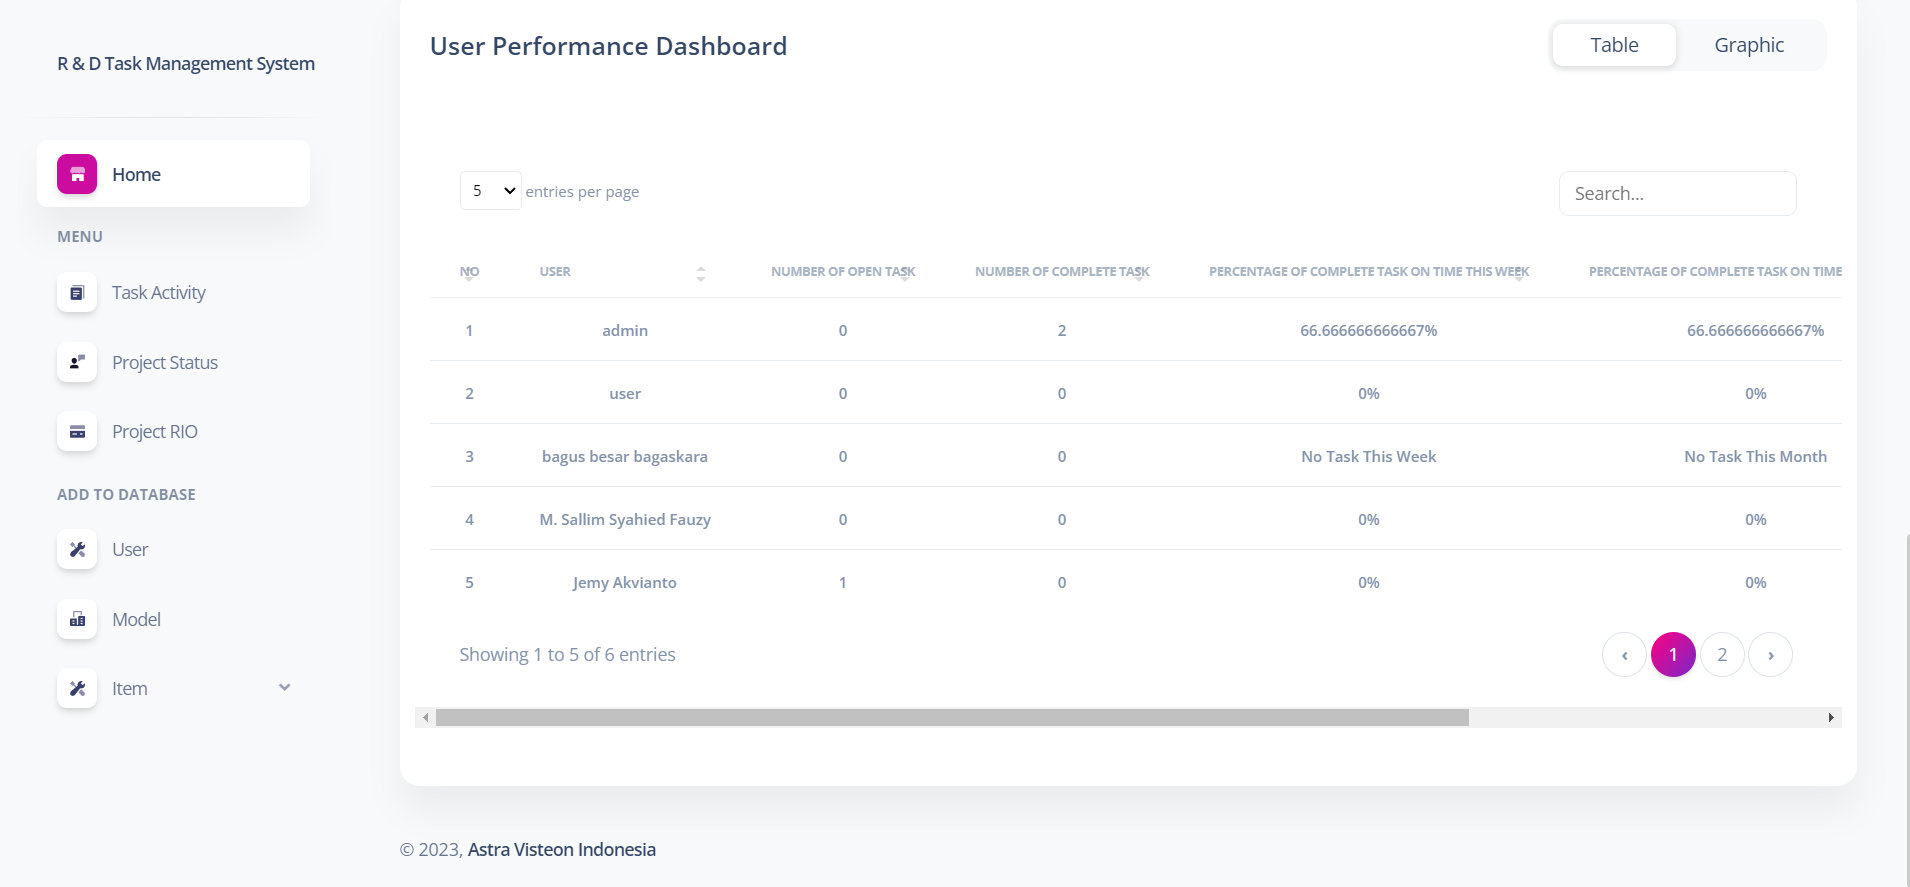 R & D Task Management System
Home
MENU
Task Activity
Project Status
Project RIO
ADD TO DATABASE
User
Model
Item
User Performance Dashboard
Table Graphic
5 entries per page
Search...
NO USER NUMBER OF OPEN TASK NUMBER OF COMPLETE TASK PERCENTAGE OF COMPLETE TASK ON TIME THIS WEEK PERCENTAGE OF COMPLETE TASK ON TIME
1 admin 0 2 66.666666666667% 66.666666666667%
2 user 0 0 0% 0%
3 bagus besar bagaskara 0 0 No Task This Week No Task This Month
4 M. Sallim Syahied Fauzy 0 0 0% 0%
5 Jemy Akvianto 1 0 0% 0%
Showing 1 to 5 of 6 entries
‹ 1 2 ›
© 2023, Astra Visteon Indonesia